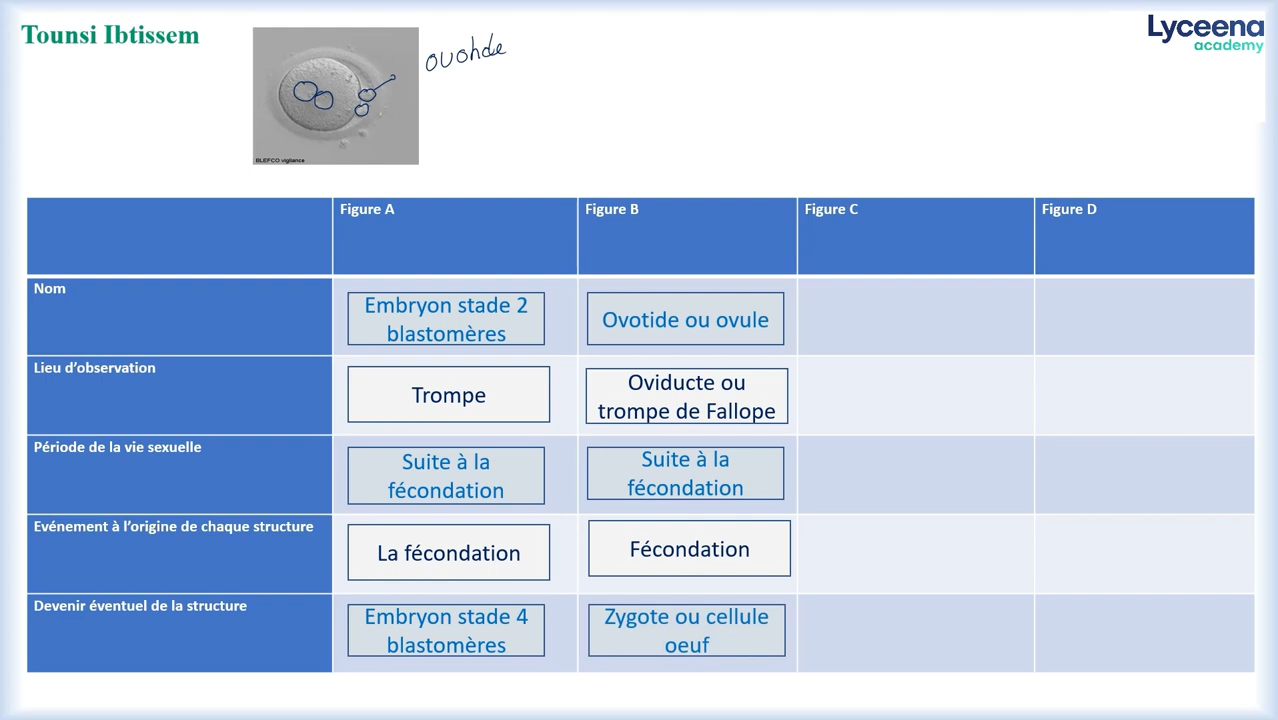 Tounsi Ibtissem
Lyceena
academy
BLEFCO vigilance
Figure A
Figure B
Figure C
Figure D
Nom
Embryon stade 2
blastomères
Ovotide ou ovule
Lieu d'observation
Trompe
Oviducte ou
trompe de Fallope
Période de la vie sexuelle
Suite à la
fécondation
Suite à la
fécondation
Evénement à l'origine de chaque structure
La fécondation
Fécondation
Devenir éventuel de la structure
Embryon stade 4
blastomères
Zygote ou cellule
oeuf